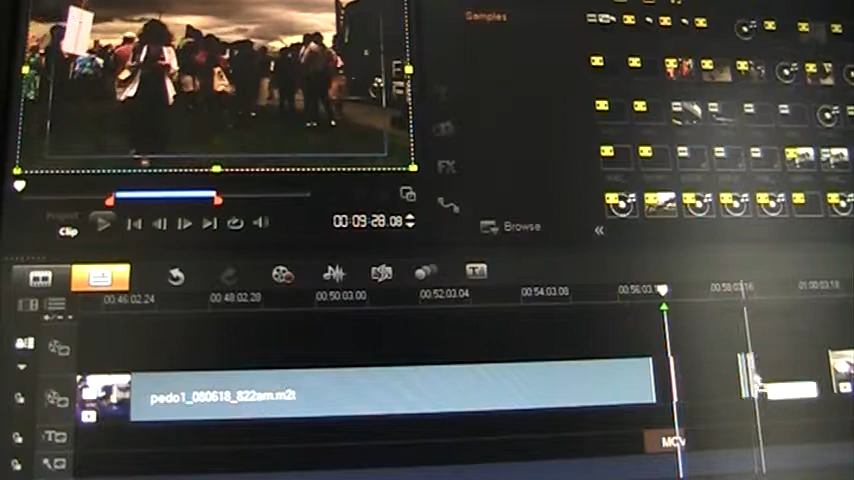 Samples
FX
Project
Clip
00:09:28.08
Browse
00:46:02.24
00:48:02.28
00:50:03.00
00:52:03.04
00:54:03.08
00:56:03.1
00:58:03.16
01:00:03.18
pedo1_080618_822am.m2t